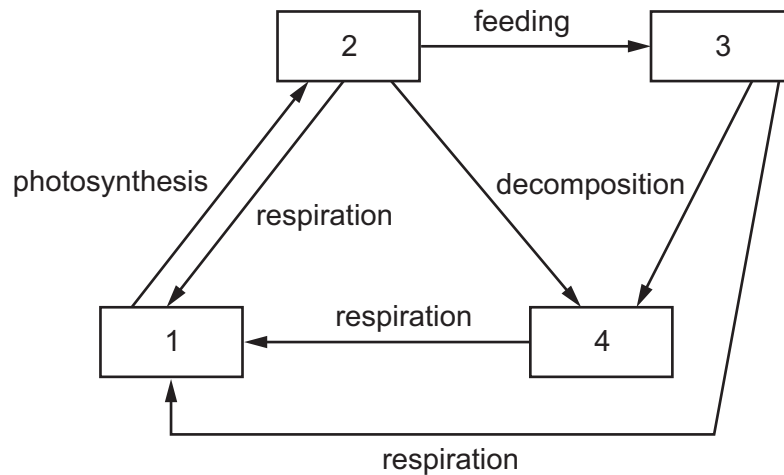 feeding
2
3
photosynthesis
decomposition
respiration
respiration
1
4
respiration